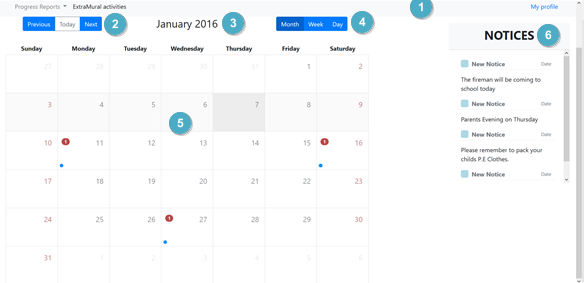 Progress Reports ExtraMural activities 1 My profile
Previous Today Next 2 January 2016 3 Month Week Day 4
NOTICES 6
Sunday Monday Tuesday Wednesday Thursday Friday Saturday
27 28 29 30 31 1 2
New Notice Date
The fireman will be coming to
school today
3 4 5 6 7 8 9
New Notice Date
5
Parents Evening on Thursday
10 1 11 12 13 14 15 1 16
New Notice Date
Please remember to pack your
childs P.E Clothes.
17 18 19 20 21 22 23
New Notice Date
24 25 26 1 27 28 29 30
31 1 2 3 4 5 6